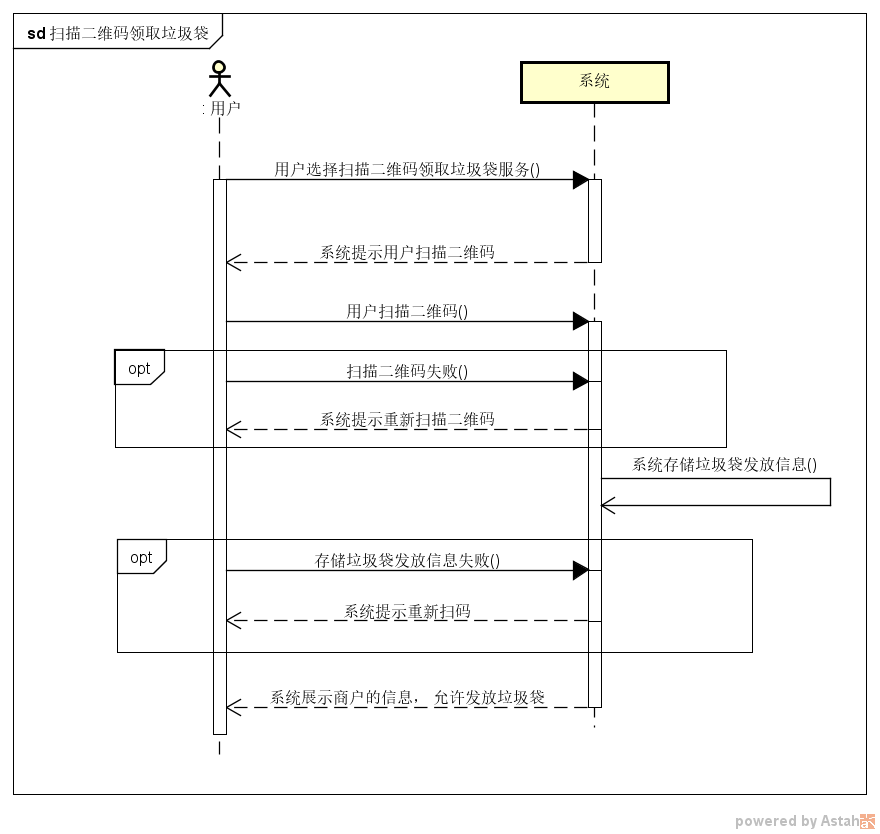 sd 扫描二维码领取垃圾袋
: 用户
系统
用户选择扫描二维码领取垃圾袋服务()
系统提示用户扫描二维码
用户扫描二维码()
opt
扫描二维码失败()
系统提示重新扫描二维码
系统存储垃圾袋发放信息()
opt
存储垃圾袋发放信息失败()
系统提示重新扫码
系统展示商户的信息，允许发放垃圾袋
powered by Astah